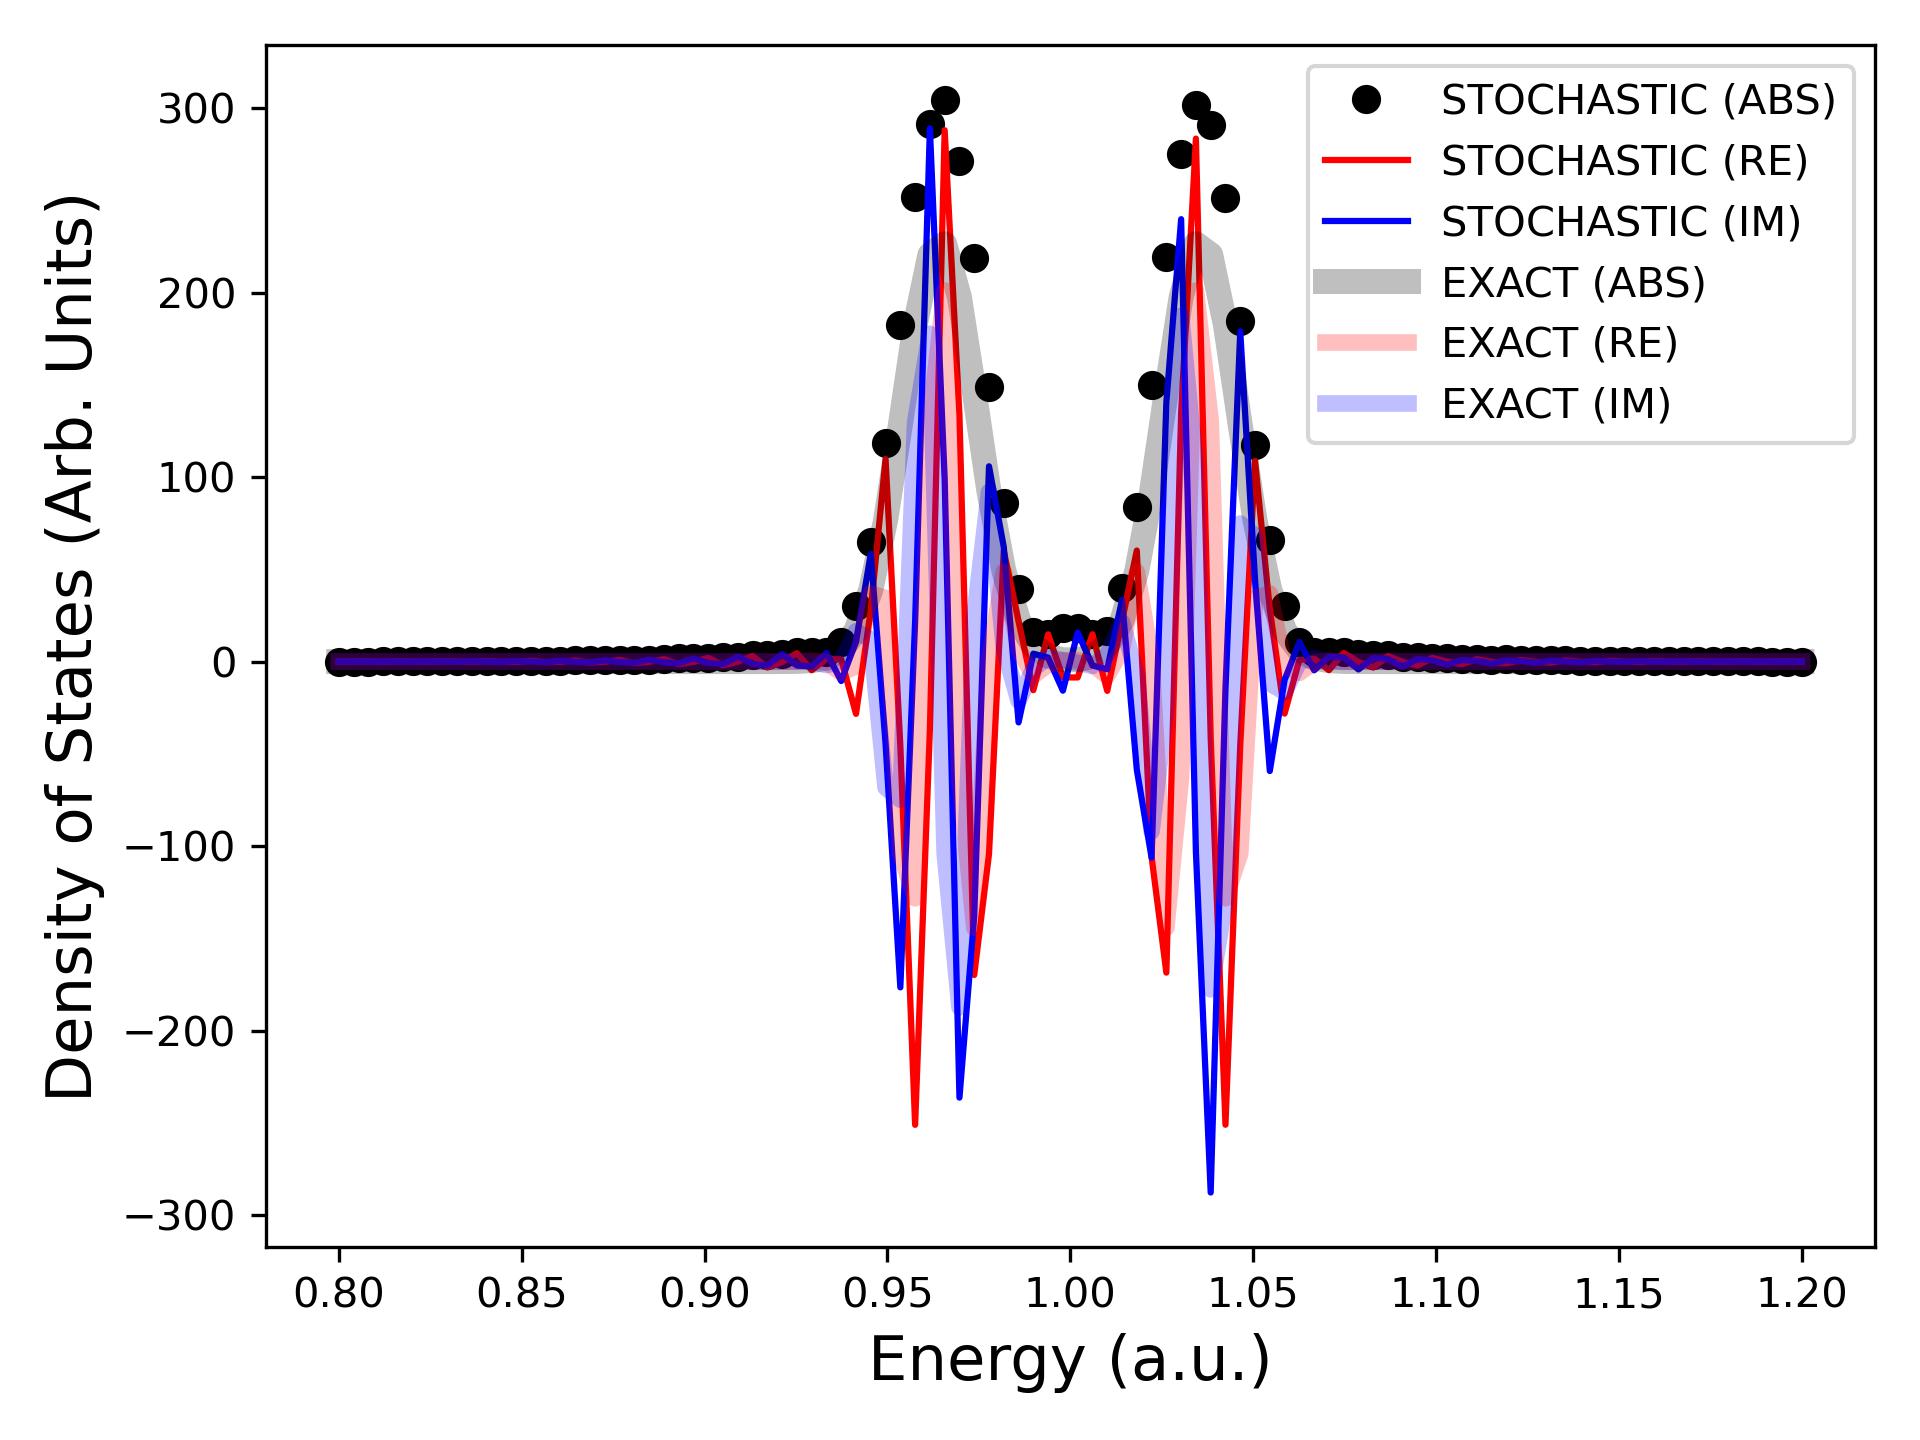 Density of States (Arb. Units)
300
200
100
0
−100
−200
−300
STOCHASTIC (ABS)
STOCHASTIC (RE)
STOCHASTIC (IM)
EXACT (ABS)
EXACT (RE)
EXACT (IM)
0.80 0.85 0.90 0.95 1.00 1.05 1.10 1.15 1.20
Energy (a.u.)